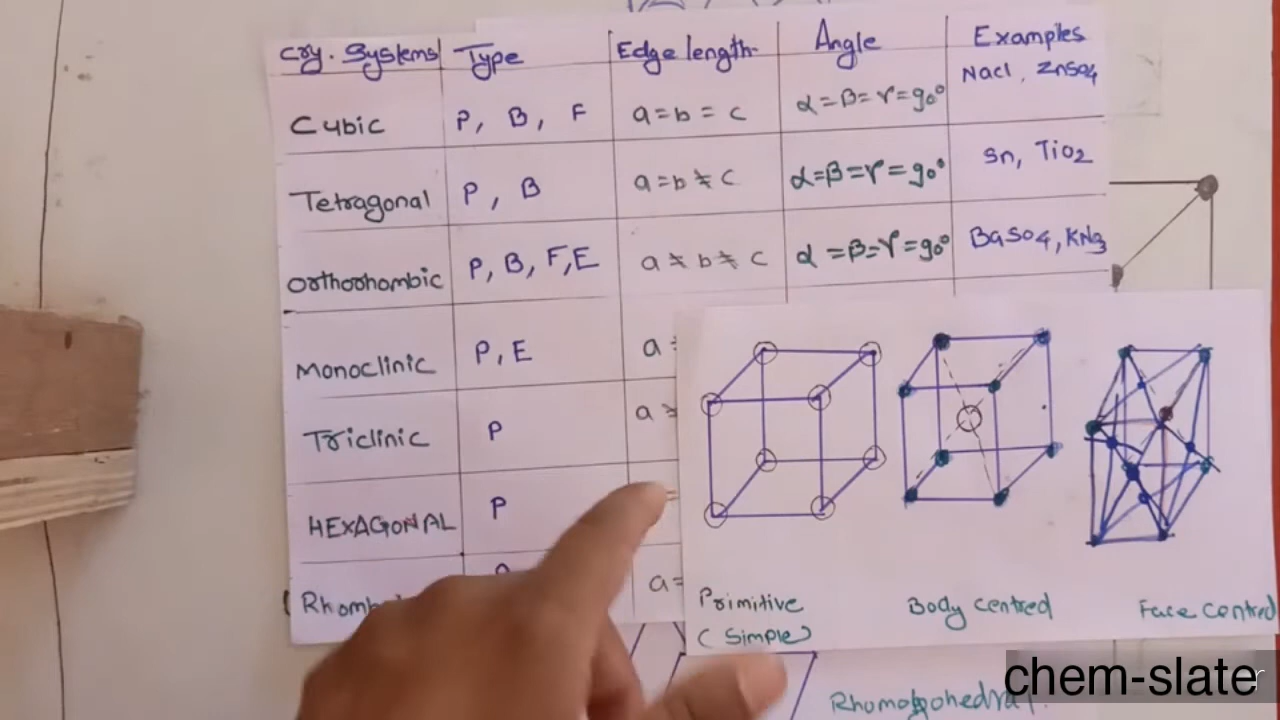 Cry. Systems Type Edge length Angle Examples
Cubic P, B, F a=b=c α=β=γ=90° Nacl, ZnSO4
Tetragonal P, B a=b≠c α=β=γ=90° Sn, TiO2
Orthorhombic P, B, F,E a≠b≠c α=β=γ=90° BaSO4, KNO3
Monoclinic P, E a
Triclinic P a≠
HEXAGONAL P
a=
Primitive Body centred Face Centred
(Simple)
chem-slate